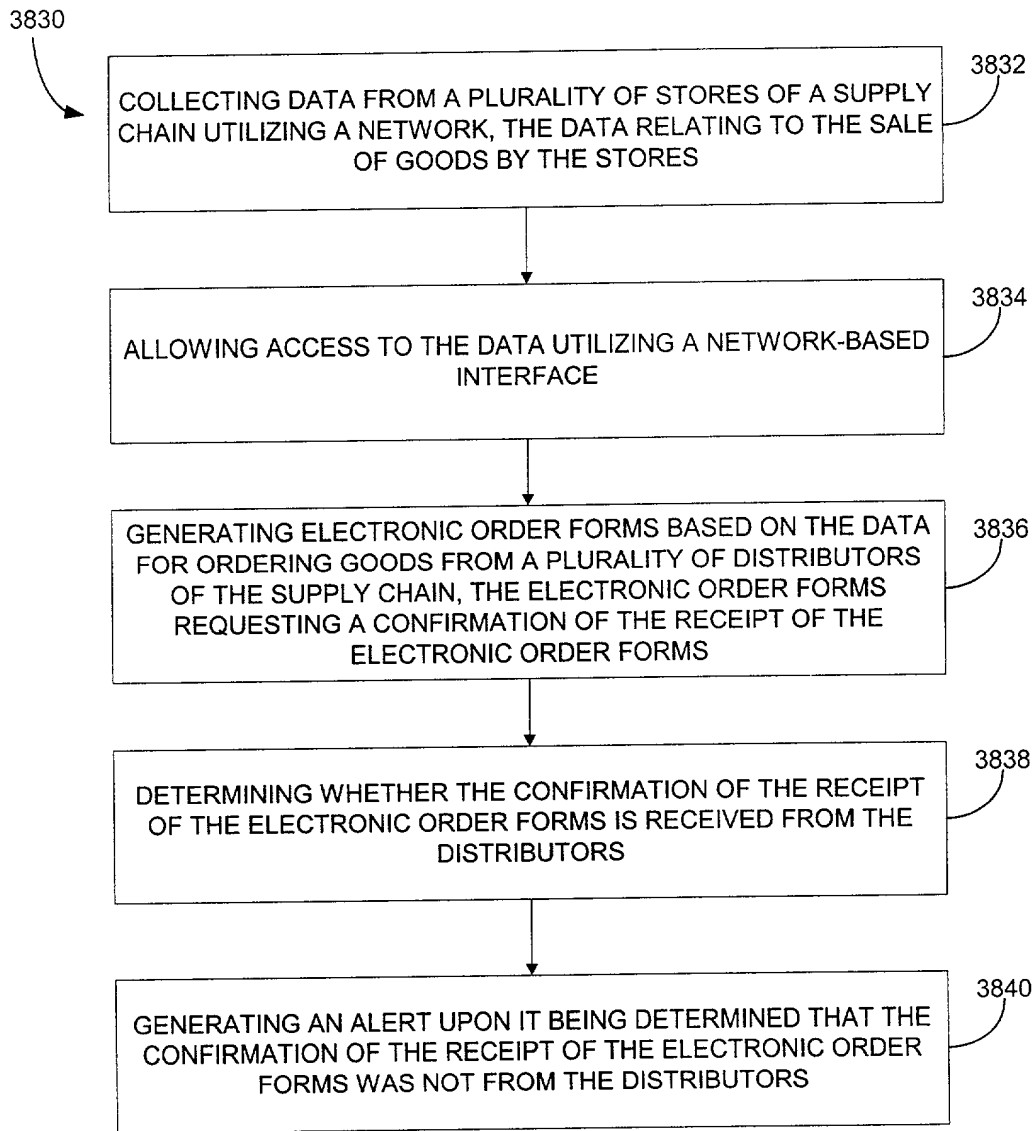 3830
3832
COLLECTING DATA FROM A PLURALITY OF STORES OF A SUPPLY
CHAIN UTILIZING A NETWORK, THE DATA RELATING TO THE SALE
OF GOODS BY THE STORES
3834
ALLOWING ACCESS TO THE DATA UTILIZING A NETWORK-BASED
INTERFACE
3836
GENERATING ELECTRONIC ORDER FORMS BASED ON THE DATA
FOR ORDERING GOODS FROM A PLURALITY OF DISTRIBUTORS
OF THE SUPPLY CHAIN, THE ELECTRONIC ORDER FORMS
REQUESTING A CONFIRMATION OF THE RECEIPT OF THE
ELECTRONIC ORDER FORMS
3838
DETERMINING WHETHER THE CONFIRMATION OF THE RECEIPT
OF THE ELECTRONIC ORDER FORMS IS RECEIVED FROM THE
DISTRIBUTORS
3840
GENERATING AN ALERT UPON IT BEING DETERMINED THAT THE
CONFIRMATION OF THE RECEIPT OF THE ELECTRONIC ORDER
FORMS WAS NOT FROM THE DISTRIBUTORS